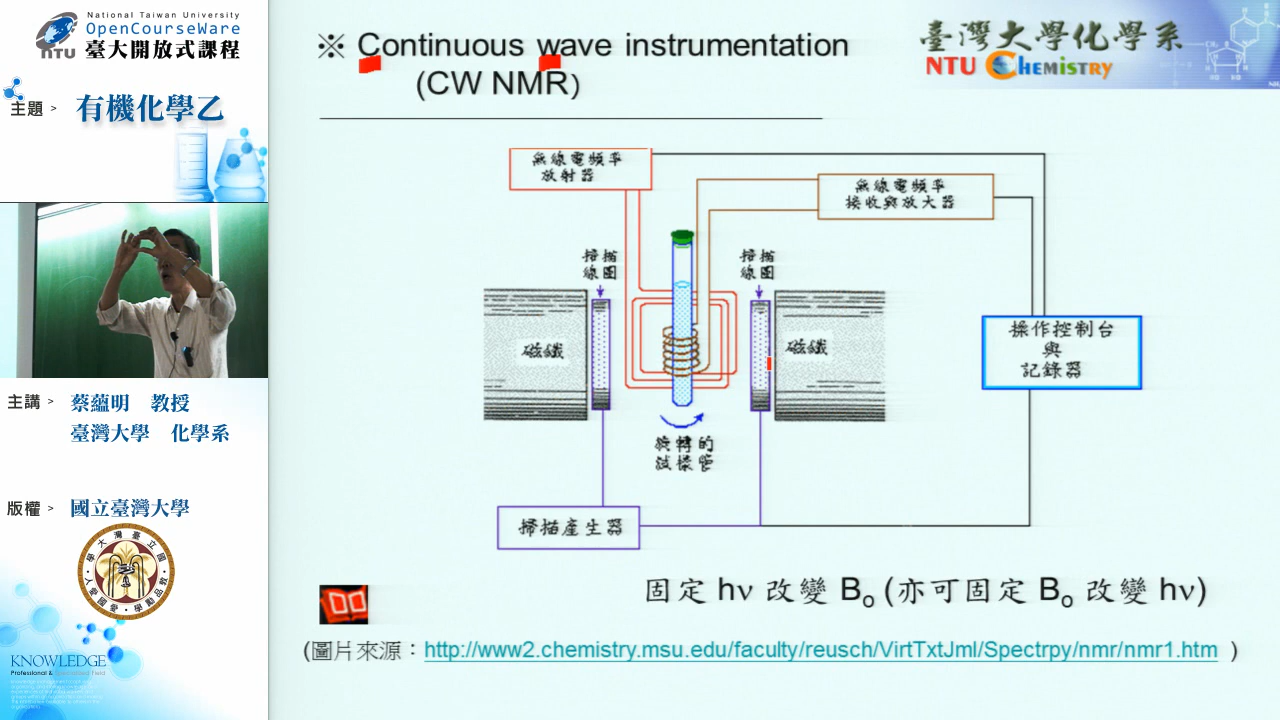 National Taiwan University
OpenCourseWare
NTU 臺大開放式課程
主題 > 有機化學乙
主講 > 蔡蘊明 教授
臺灣大學 化學系
版權 > 國立臺灣大學
KNOWLEDGE
Professional & Specialized Field
※ Continuous wave instrumentation
(CW NMR)
臺灣大學化學系
NTU Chemistry
無線電頻率
放射器
無線電頻率
接收與放大器
掃描
線圈
掃描
線圈
磁鐵
磁鐵
操作控制台
與
記錄器
旋轉的
試樣管
掃描產生器
固定 hν 改變 Bo (亦可固定 Bo 改變 hν)
(圖片來源：http://www2.chemistry.msu.edu/faculty/reusch/VirtTxtJml/Spectrpy/nmr/nmr1.htm )